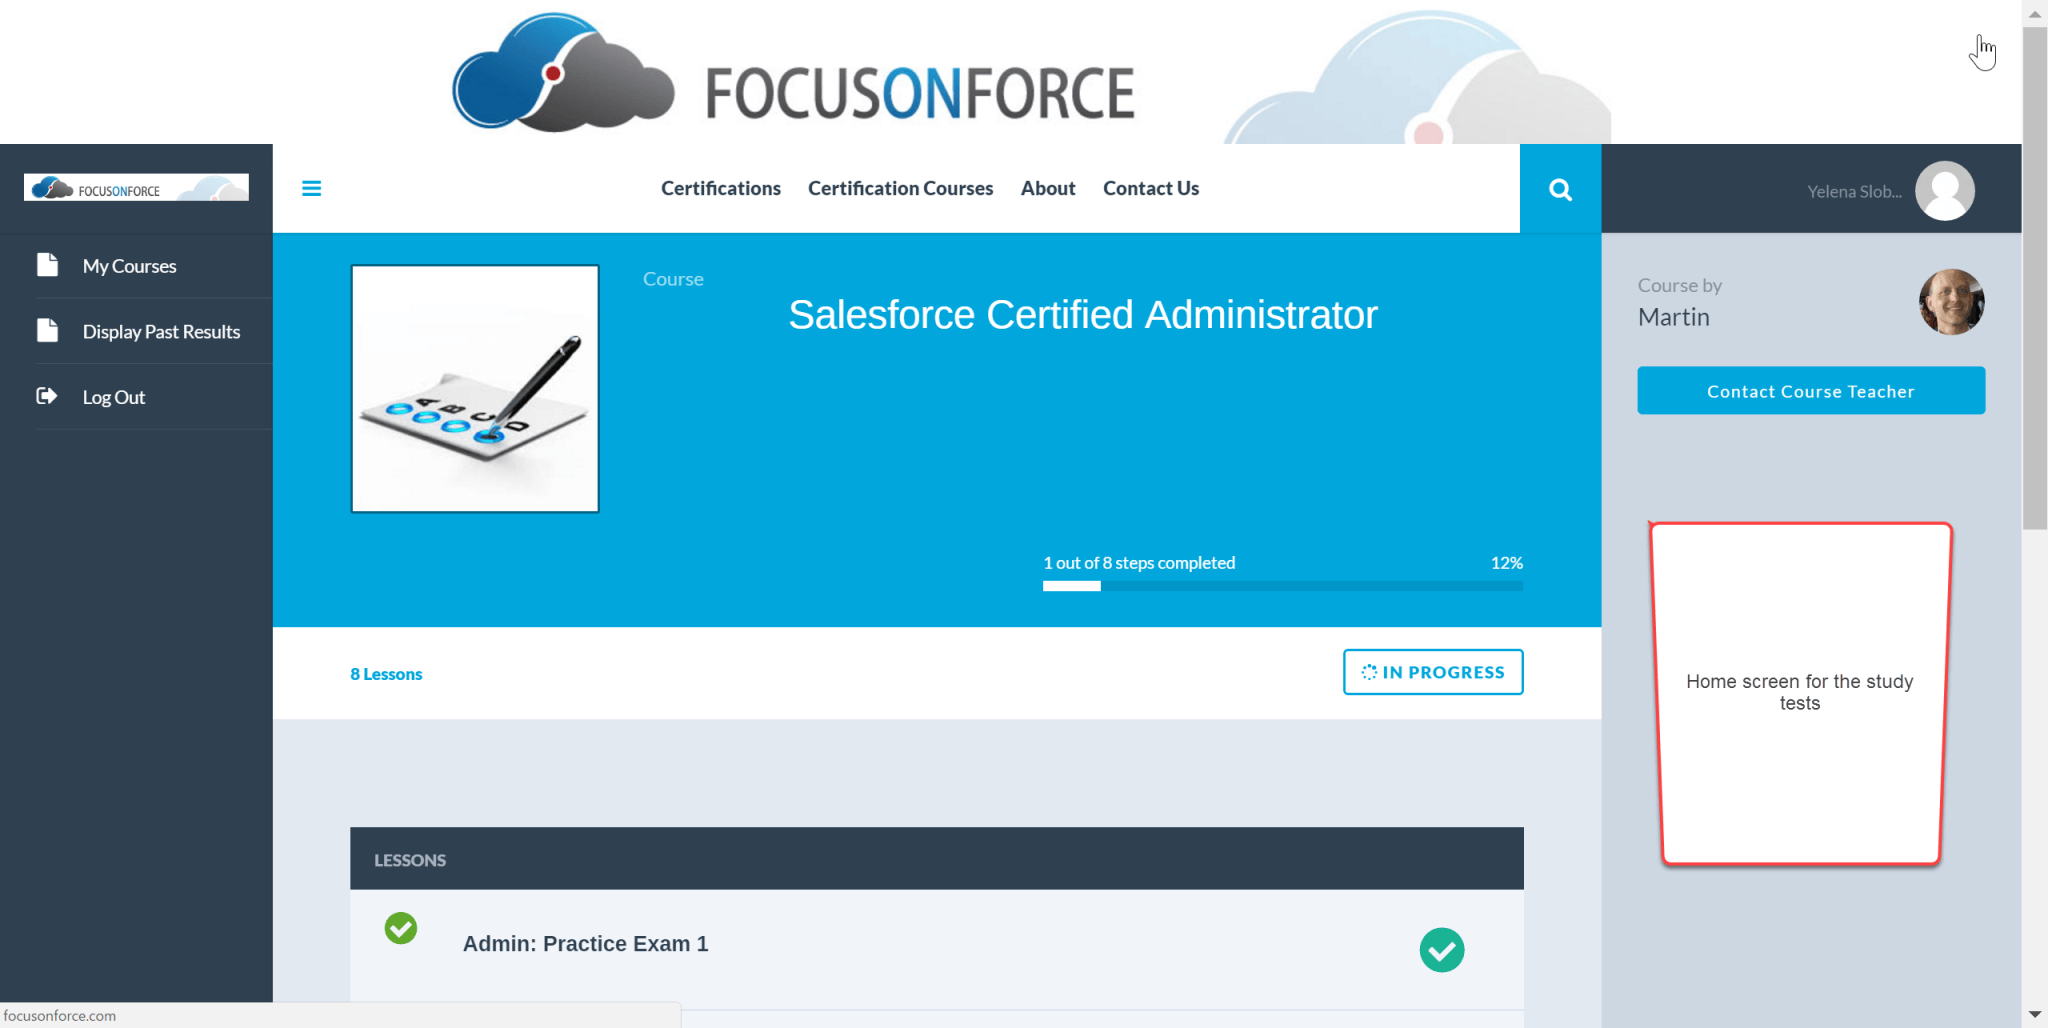 FOCUSONFORCE
FOCUSONFORCE
Certifications
Certification Courses
About
Contact Us
Yelena Slob...
My Courses
Display Past Results
Log Out
Course
Salesforce Certified Administrator
A
B
C
D
1 out of 8 steps completed
12%
Course by
Martin
Contact Course Teacher
8 Lessons
IN PROGRESS
Home screen for the study
tests
LESSONS
Admin: Practice Exam 1
focusonforce.com